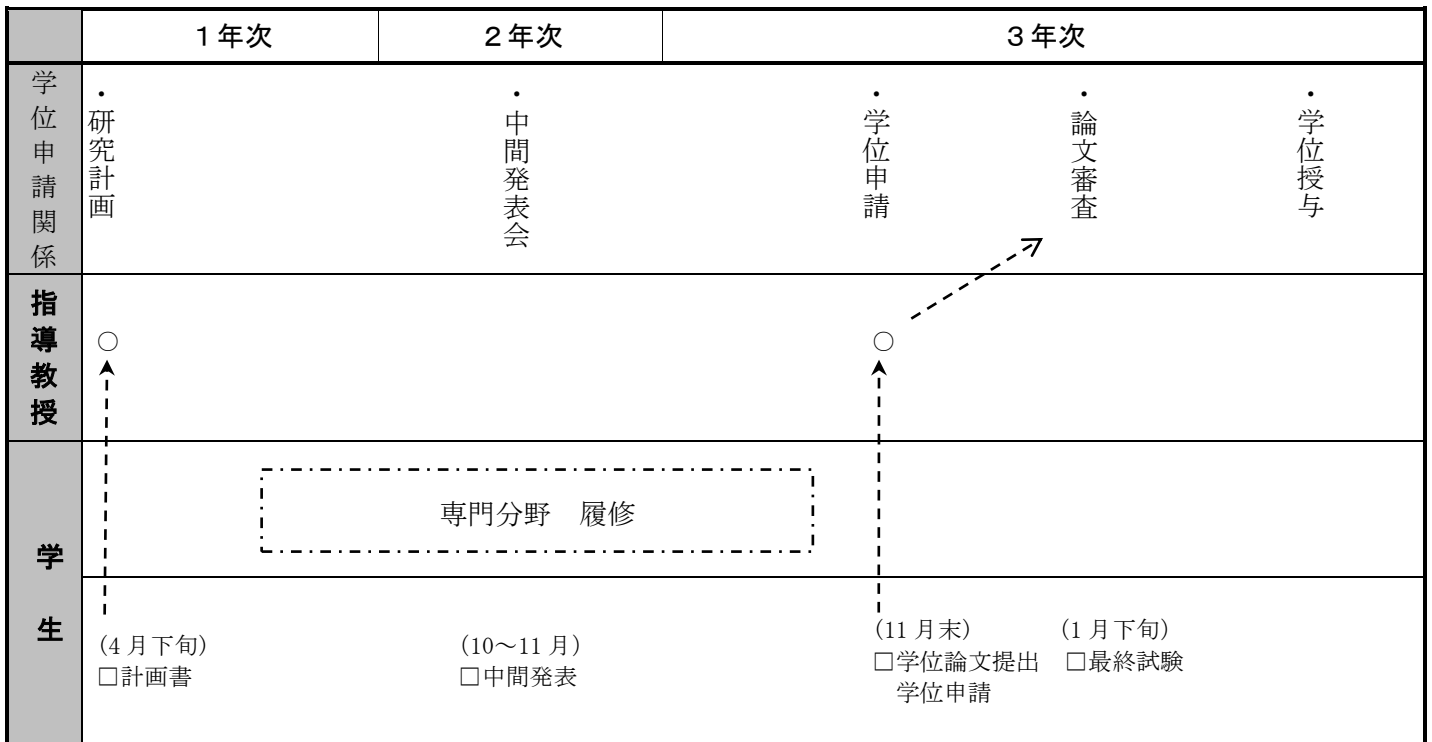 １年次
２年次
３年次
学位申請関係
・研究計画
・中間発表会
・学位申請
・論文審査
・学位授与
指導教授
○
○
学生
専門分野　履修
(4 月下旬)
□計画書
(10～11 月)
□中間発表
(11 月末)
□学位論文提出
学位申請
(1 月下旬)
□最終試験